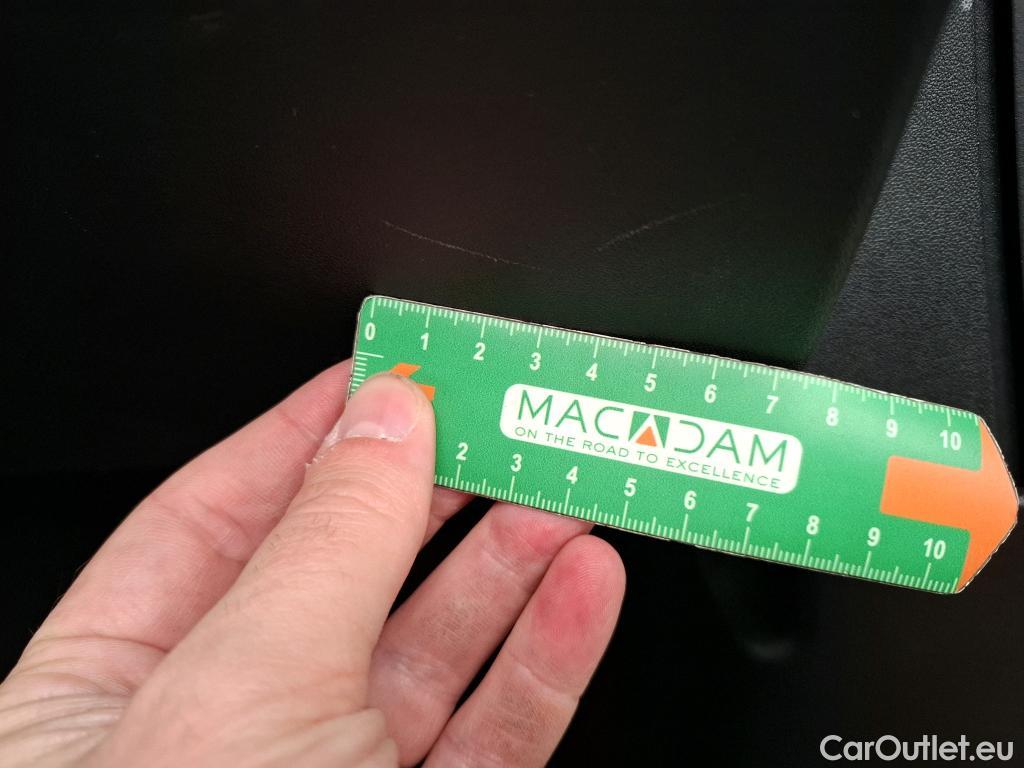 0 1 2 3 4 5 6 7 8 9 10
MACADAM
ON THE ROAD TO EXCELLENCE
2 3 4 5 6 7 8 9 10
CarOutlet.eu